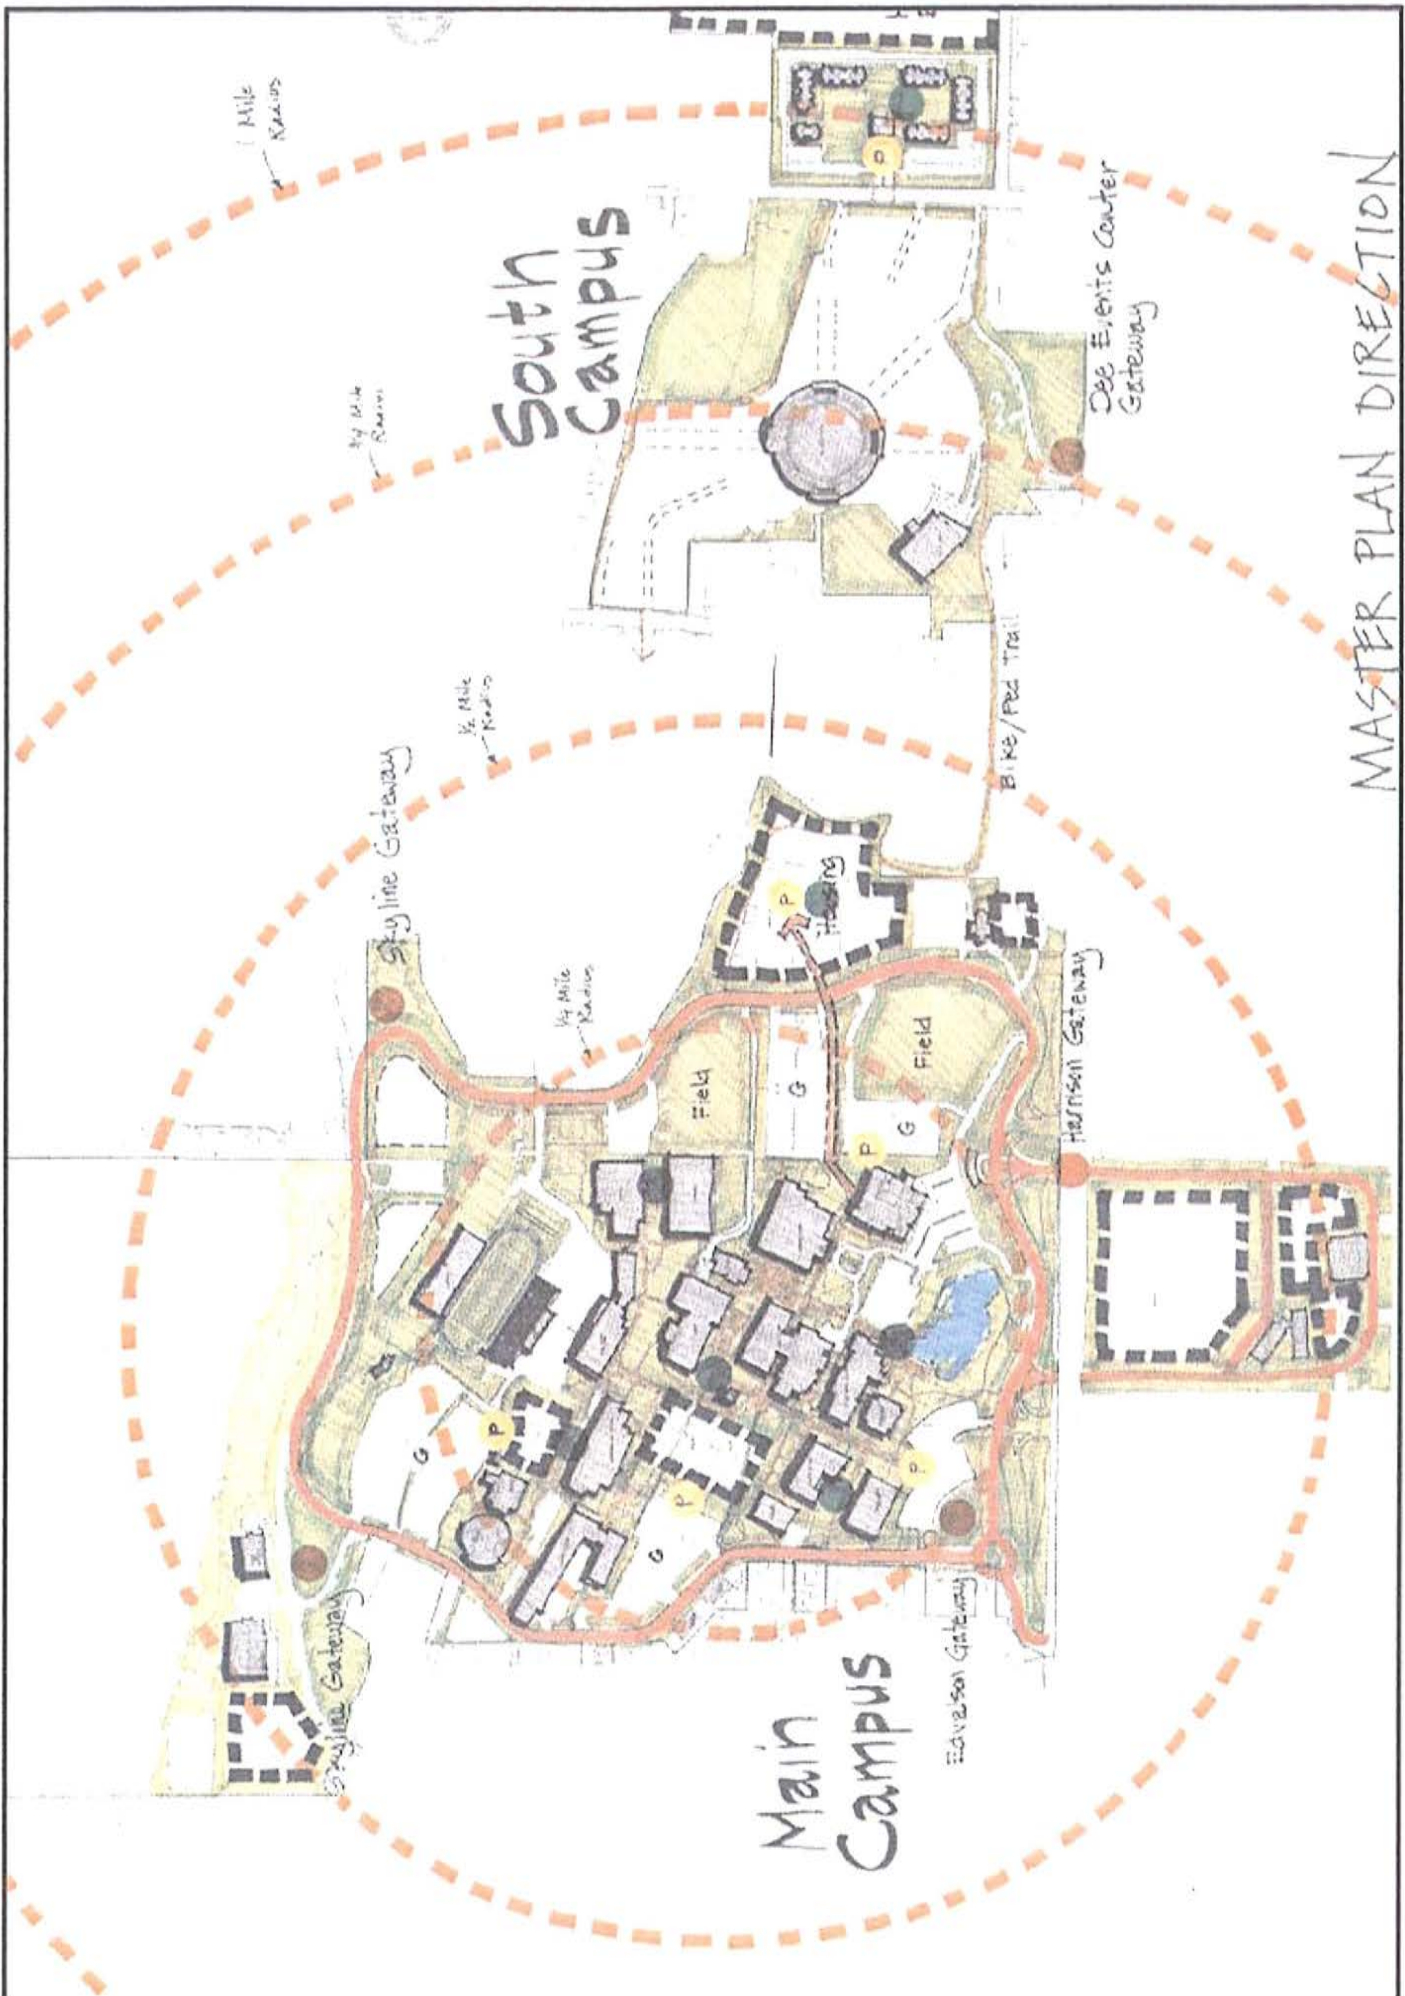 1 Mile
Radius
South
Campus
Dee Events Center
Gateway
MASTER PLAN DIRECTION
3/4 Mile
Radius
1/2 Mile
Radius
Bike/Ped Trail
Skyline Gateway
P
Housing
1/4 Mile
Radius
Field
G
Field
G
P
Harrison Gateway
G
P
P
P
G
Skyline Gateway
Edvalson Gateway
Main
Campus